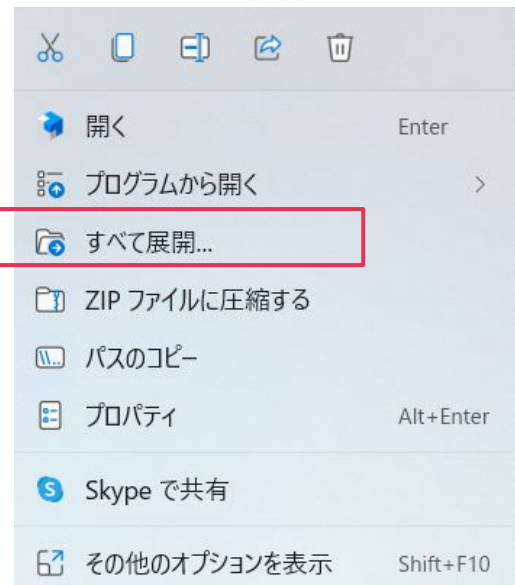 開く Enter
プログラムから開く >
すべて展開...
ZIP ファイルに圧縮する
パスのコピー
プロパティ Alt+Enter
Skype で共有
その他のオプションを表示 Shift+F10